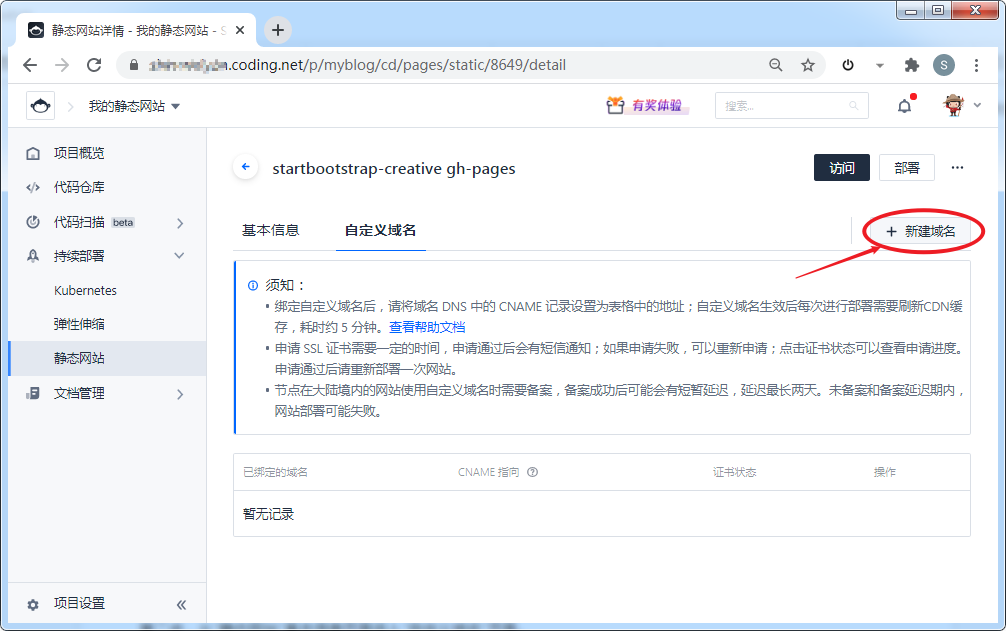 静态网站详情 - 我的静态网站 -
.coding.net/p/myblog/cd/pages/static/8649/detail
S
我的静态网站
有奖体验
搜索...
项目概览
代码仓库
代码扫描 beta
持续部署
Kubernetes
弹性伸缩
静态网站
文档管理
项目设置
startbootstrap-creative gh-pages
访问
部署
基本信息
自定义域名
+ 新建域名
须知：
• 绑定自定义域名后，请将域名 DNS 中的 CNAME 记录设置为表格中的地址；自定义域名生效后每次进行部署需要刷新CDN缓
存，耗时约 5 分钟。查看帮助文档
• 申请 SSL 证书需要一定的时间，申请通过后会有短信通知；如果申请失败，可以重新申请；点击证书状态可以查看申请进度。
申请通过后请重新部署一次网站。
• 节点在大陆境内的网站使用自定义域名时需要备案，备案成功后可能会有短暂延迟，延迟最长两天。未备案和备案延迟期内，
网站部署可能失败。
已绑定的域名 CNAME 指向 证书状态 操作
暂无记录